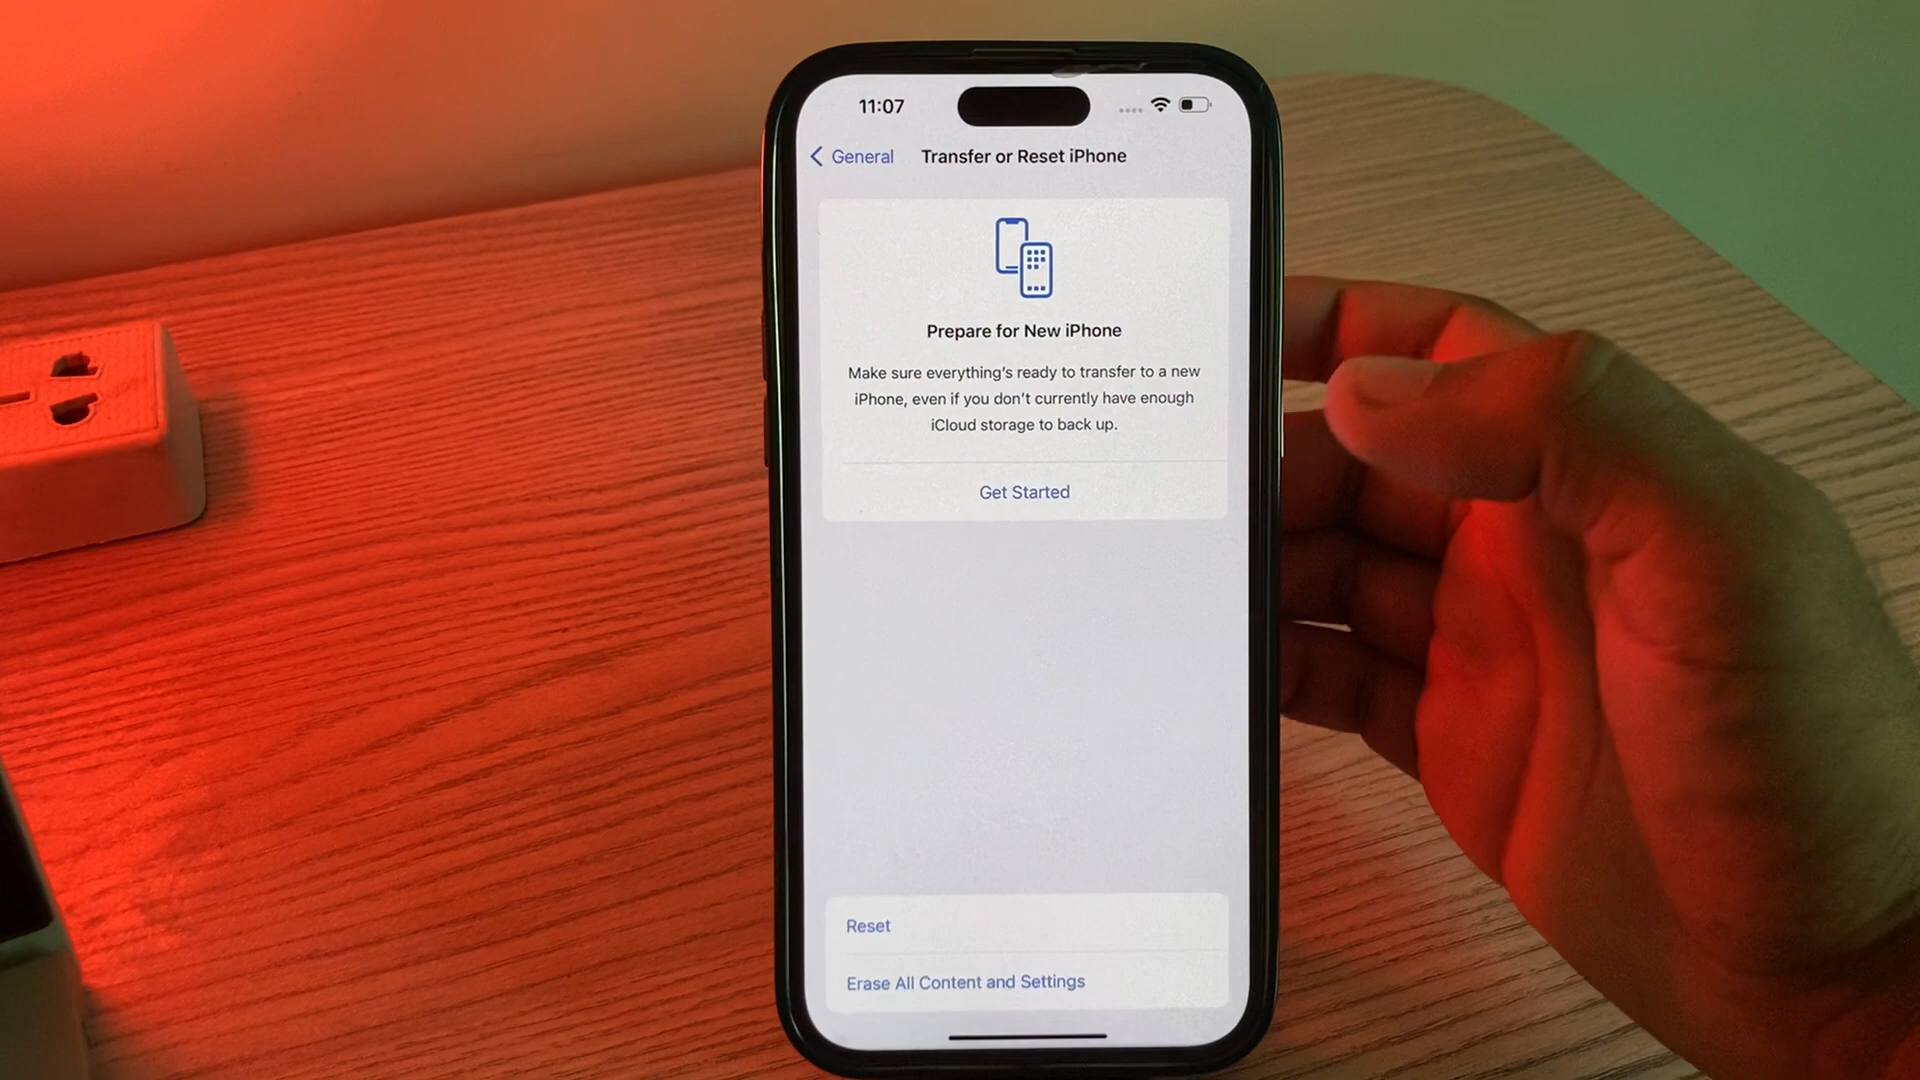 11:07
General
Transfer or Reset iPhone
Prepare for New iPhone
Make sure everything's ready to transfer to a new
iPhone, even if you don't currently have enough
iCloud storage to back up.
Get Started
Reset
Erase All Content and Settings